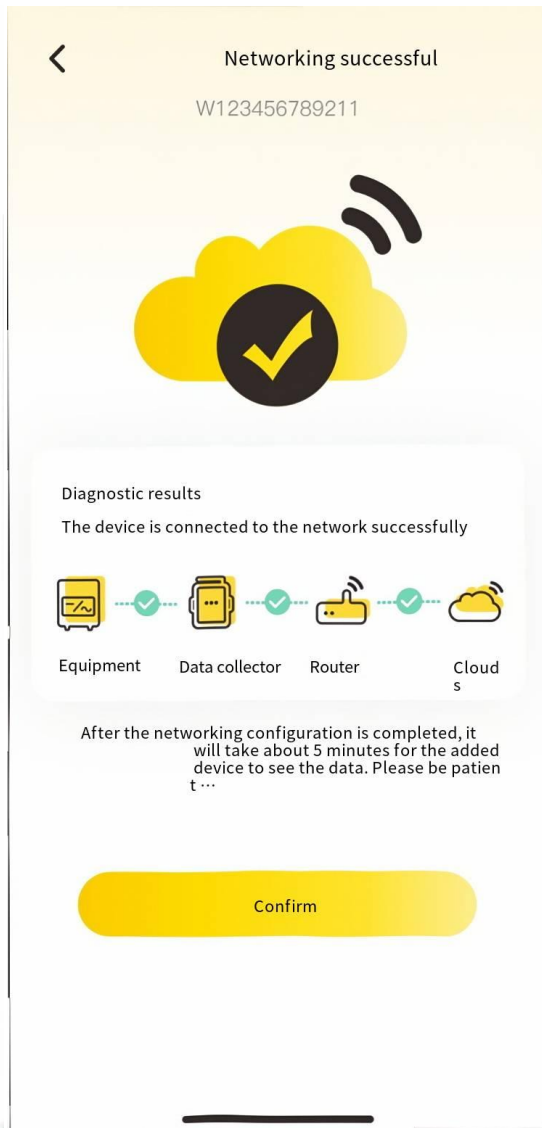 Networking successful
W123456789211
Diagnostic results
The device is connected to the network successfully
Equipment
Data collector
Router
Cloud
s
After the networking configuration is completed, it
will take about 5 minutes for the added
device to see the data. Please be patien
t ···
Confirm